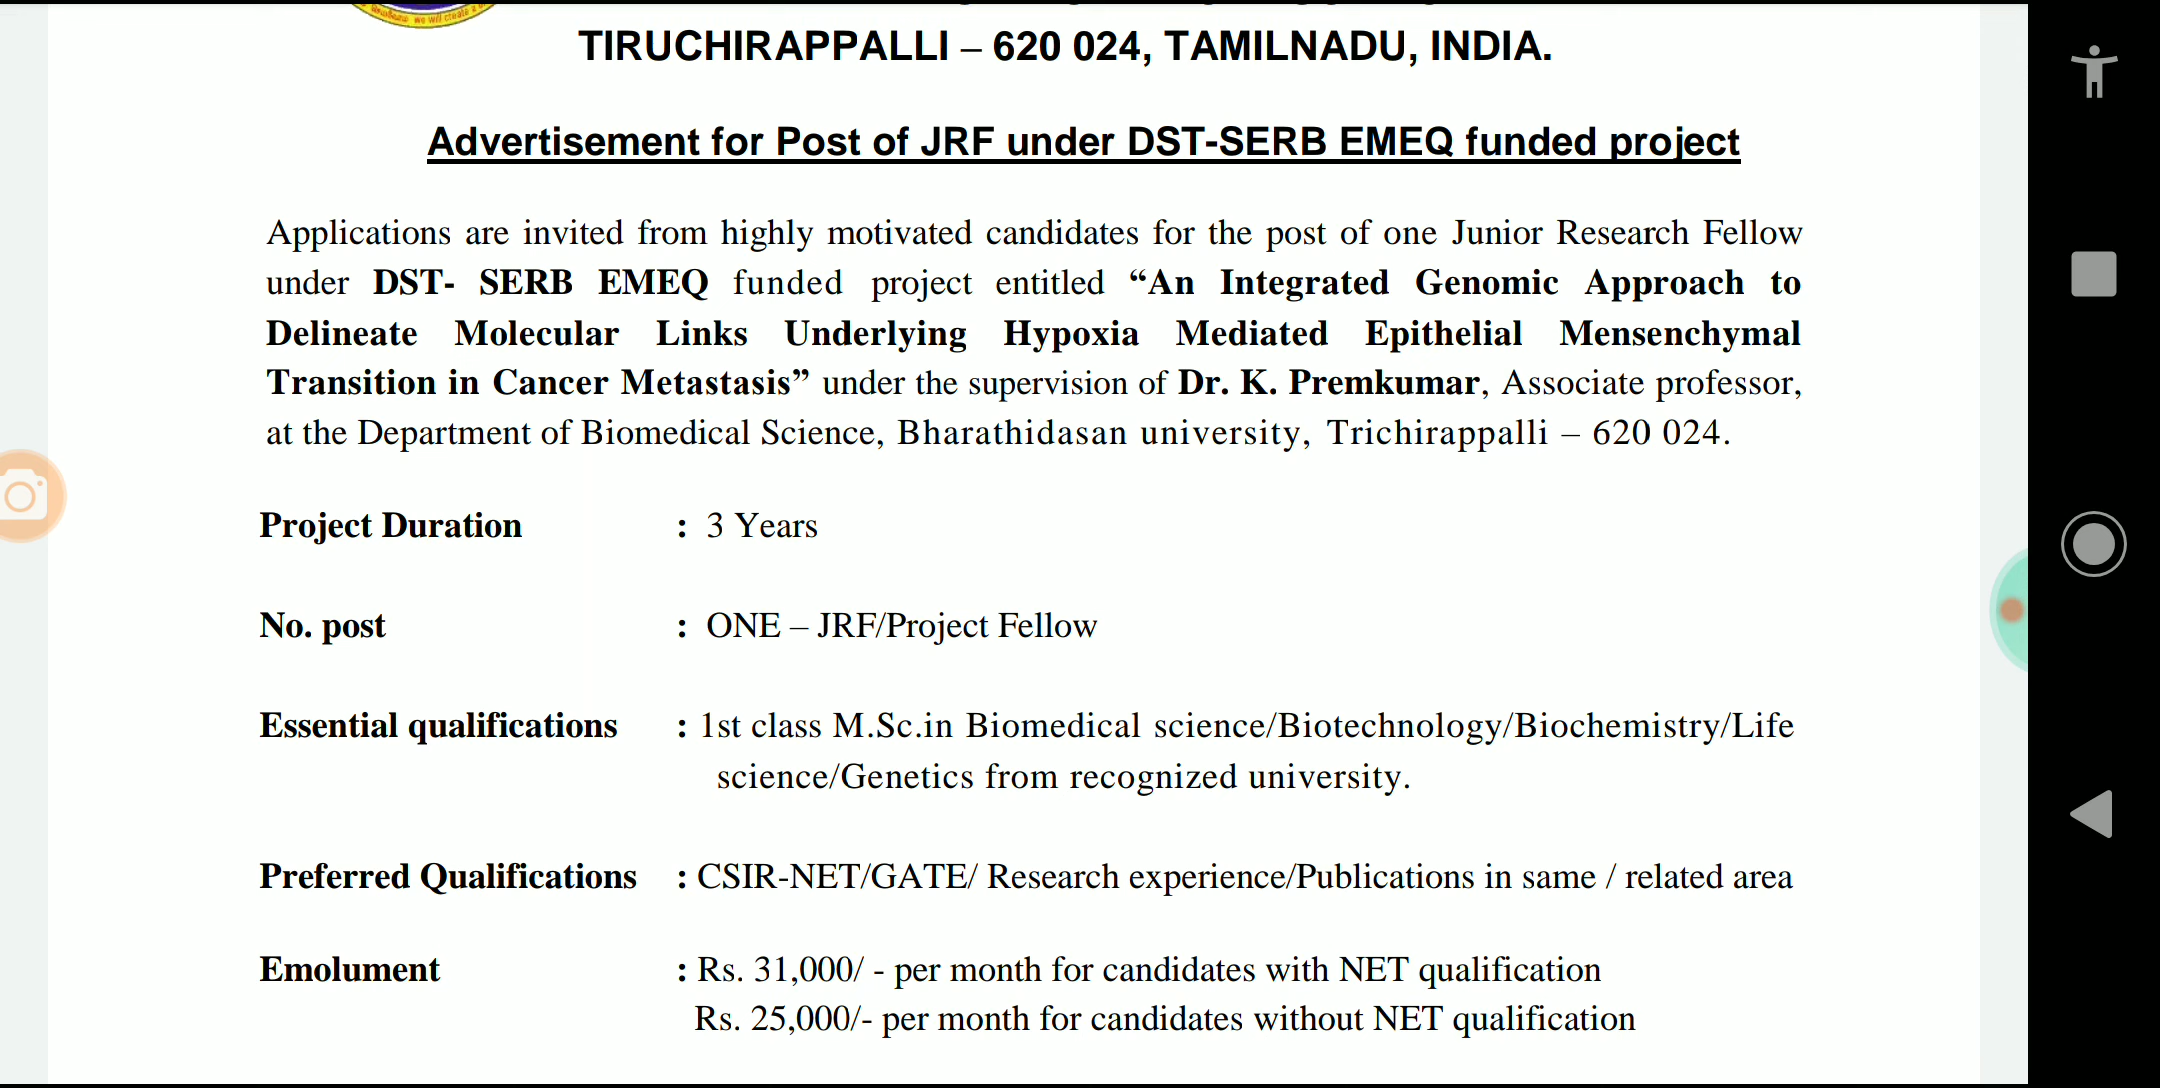 we will create a
TIRUCHIRAPPALLI – 620 024, TAMILNADU, INDIA.
Advertisement for Post of JRF under DST-SERB EMEQ funded project
Applications are invited from highly motivated candidates for the post of one Junior Research Fellow
under DST- SERB EMEQ funded project entitled “An Integrated Genomic Approach to
Delineate Molecular Links Underlying Hypoxia Mediated Epithelial Mensenchymal
Transition in Cancer Metastasis” under the supervision of Dr. K. Premkumar, Associate professor,
at the Department of Biomedical Science, Bharathidasan university, Trichirappalli – 620 024.
Project Duration : 3 Years
No. post : ONE – JRF/Project Fellow
Essential qualifications : 1st class M.Sc.in Biomedical science/Biotechnology/Biochemistry/Life
science/Genetics from recognized university.
Preferred Qualifications : CSIR-NET/GATE/ Research experience/Publications in same / related area
Emolument : Rs. 31,000/ - per month for candidates with NET qualification
Rs. 25,000/- per month for candidates without NET qualification